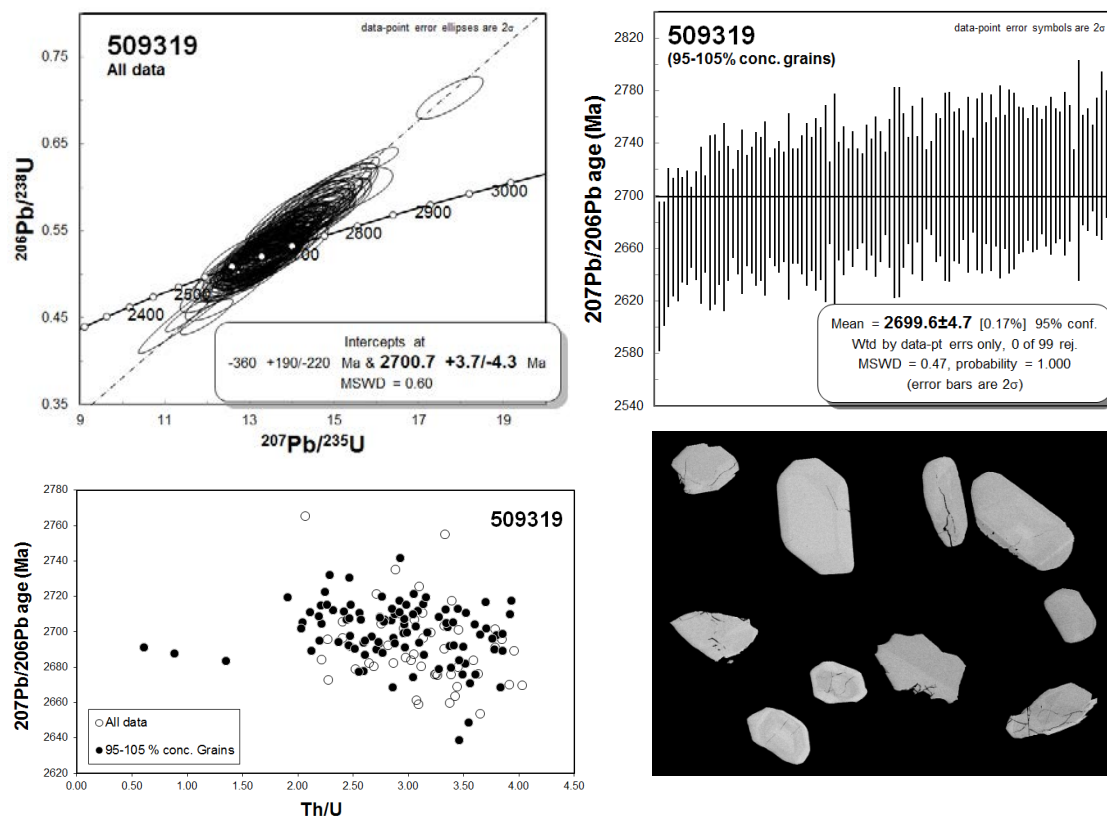 509319
All data
data-point error ellipses are 2σ
206Pb/238U
0.75
0.65
0.55
0.45
0.35
2400
2500
2800
2900
3000
Intercepts at
-360 +190/-220 Ma & 2700.7 +3.7/-4.3 Ma
MSWD = 0.60
9 11 13 15 17 19
207Pb/235U
509319
(95-105% conc. grains)
data-point error symbols are 2σ
207Pb/206Pb age (Ma)
2820
2780
2740
2700
2660
2620
2580
2540
Mean = 2699.6±4.7 [0.17%] 95% conf.
Wtd by data-pt errs only, 0 of 99 rej.
MSWD = 0.47, probability = 1.000
(error bars are 2σ)
509319
207Pb/206Pb age (Ma)
2780
2760
2740
2720
2700
2680
2660
2640
2620
All data
95-105 % conc. Grains
0.00 0.50 1.00 1.50 2.00 2.50 3.00 3.50 4.00 4.50
Th/U